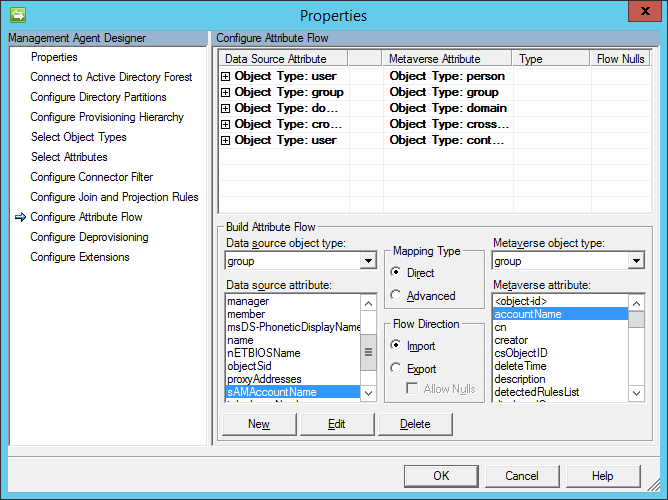 Properties
x
Management Agent Designer
Properties
Connect to Active Directory Forest
Configure Directory Partitions
Configure Provisioning Hierarchy
Select Object Types
Select Attributes
Configure Connector Filter
Configure Join and Projection Rules
Configure Attribute Flow
Configure Deprovisioning
Configure Extensions
Configure Attribute Flow
Data Source Attribute Metaverse Attribute Type Flow Nulls
Object Type: user Object Type: person
Object Type: group Object Type: group
Object Type: do... Object Type: domain
Object Type: cro... Object Type: cross...
Object Type: user Object Type: cont...
Build Attribute Flow
Data source object type:
group
Data source attribute:
manager
member
msDS-PhoneticDisplayName
name
nETBIOSName
objectSid
proxyAddresses
sAMAccountName
Mapping Type
Direct
Advanced
Flow Direction
Import
Export
Allow Nulls
Metaverse object type:
group
Metaverse attribute:
<object-id>
accountName
cn
creator
csObjectID
deleteTime
description
detectedRulesList
New Edit Delete
OK Cancel Help